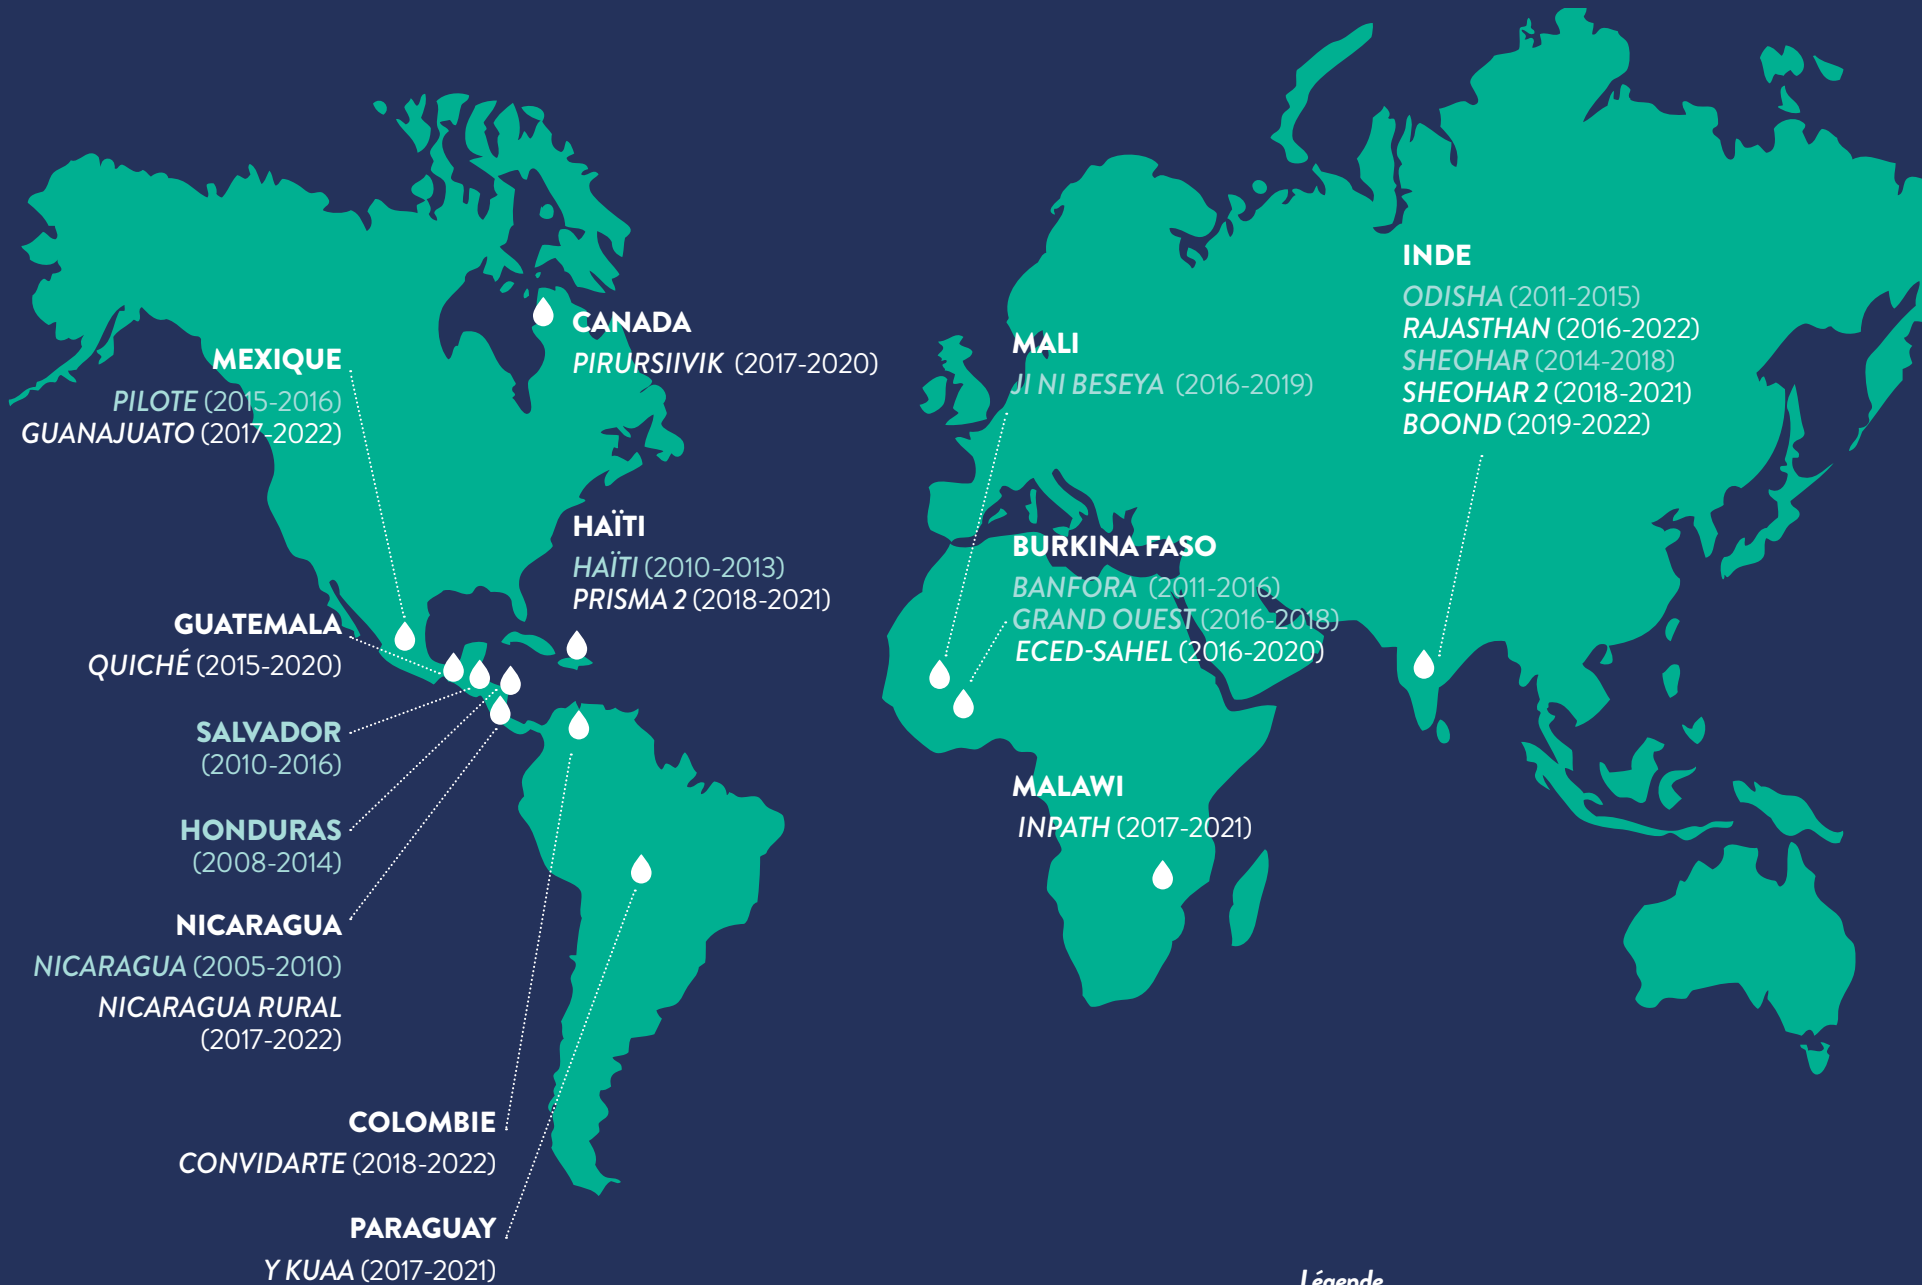 CANADA
PIRURSIIVIK (2017-2020)
MEXIQUE
PILOTE (2015-2016)
GUANAJUATO (2017-2022)
HAÏTI
HAÏTI (2010-2013)
PRISMA 2 (2018-2021)
GUATEMALA
QUICHÉ (2015-2020)
SALVADOR
(2010-2016)
HONDURAS
(2008-2014)
NICARAGUA
NICARAGUA (2005-2010)
NICARAGUA RURAL
(2017-2022)
COLOMBIE
CONVIDARTE (2018-2022)
PARAGUAY
Y KUAA (2017-2021)
MALI
JI NI BESEYA (2016-2019)
BURKINA FASO
BANFORA (2011-2016)
GRAND OUEST (2016-2018)
ECED-SAHEL (2016-2020)
MALAWI
INPATH (2017-2021)
INDE
ODISHA (2011-2015)
RAJASTHAN (2016-2022)
SHEOHAR (2014-2018)
SHEOHAR 2 (2018-2021)
BOOND (2019-2022)
Légende